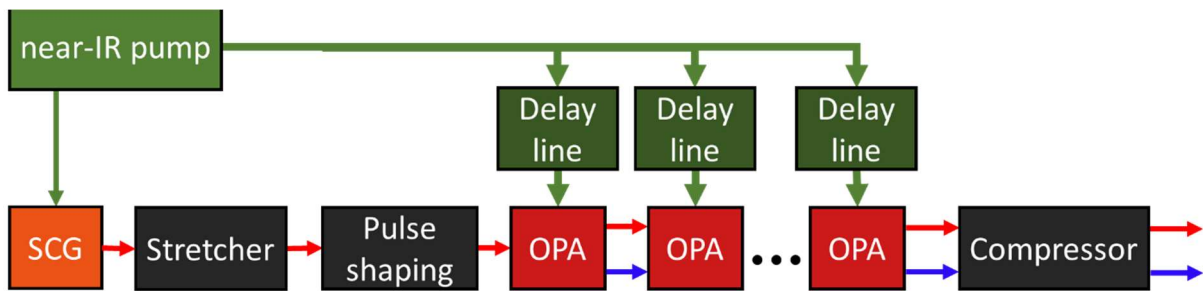 near-IR pump
Delay
line
Delay
line
Delay
line
SCG
Stretcher
Pulse
shaping
OPA
OPA
•••
OPA
Compressor